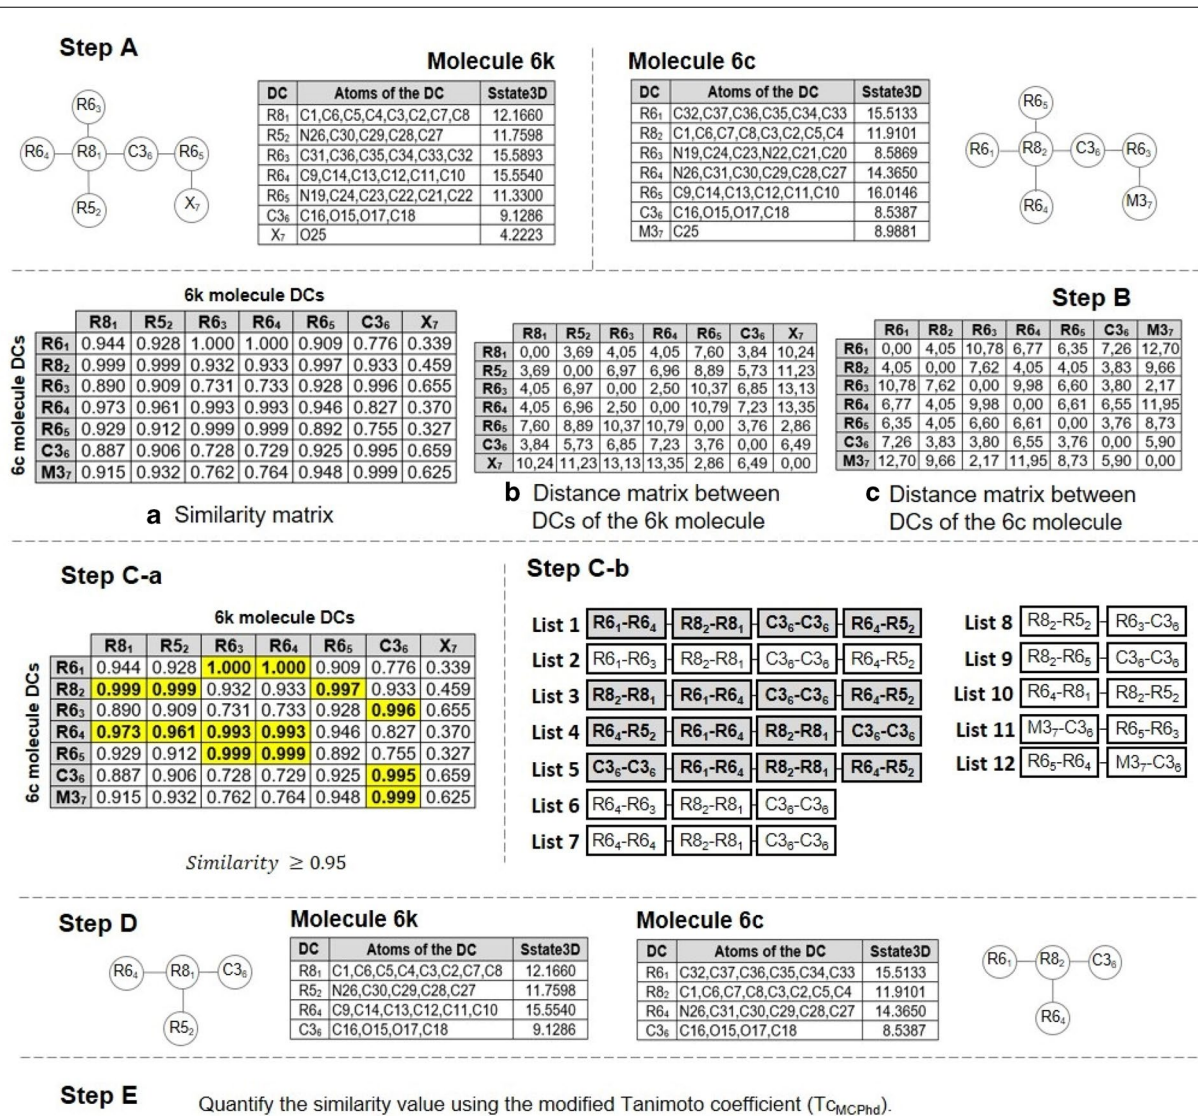 Step A
Molecule 6k
R6₃
R6₄ R8₁ C3₆ R6₅
R5₂ X₇
DC Atoms of the DC Sstate3D
R8₁ C1,C6,C5,C4,C3,C2,C7,C8 12.1660
R5₂ N26,C30,C29,C28,C27 11.7598
R6₃ C31,C36,C35,C34,C33,C32 15.5893
R6₄ C9,C14,C13,C12,C11,C10 15.5540
R6₅ N19,C24,C23,C22,C21,C22 11.3300
C3₆ C16,O15,O17,C18 9.1286
X₇ O25 4.2223
Molecule 6c
DC Atoms of the DC Sstate3D
R6₁ C32,C37,C36,C35,C34,C33 15.5133
R8₂ C1,C6,C7,C8,C3,C2,C5,C4 11.9101
R6₃ N19,C24,C23,N22,C21,C20 8.5869
R6₄ N26,C31,C30,C29,C28,C27 14.3650
R6₅ C9,C14,C13,C12,C11,C10 16.0146
C3₆ C16,O15,O17,C18 8.5387
M3₇ C25 8.9881
R6₅
R6₁ R8₂ C3₆ R6₃
R6₄ M3₇
6k molecule DCs
6c molecule DCs
R8₁ R5₂ R6₃ R6₄ R6₅ C3₆ X₇
R6₁ 0.944 0.928 1.000 1.000 0.909 0.776 0.339
R8₂ 0.999 0.999 0.932 0.933 0.997 0.933 0.459
R6₃ 0.890 0.909 0.731 0.733 0.928 0.996 0.655
R6₄ 0.973 0.961 0.993 0.993 0.946 0.827 0.370
R6₅ 0.929 0.912 0.999 0.999 0.892 0.755 0.327
C3₆ 0.887 0.906 0.728 0.729 0.925 0.995 0.659
M3₇ 0.915 0.932 0.762 0.764 0.948 0.999 0.625
a Similarity matrix
R8₁ R5₂ R6₃ R6₄ R6₅ C3₆ X₇
R8₁ 0,00 3,69 4,05 4,05 7,60 3,84 10,24
R5₂ 3,69 0,00 6,97 6,96 8,89 5,73 11,23
R6₃ 4,05 6,97 0,00 2,50 10,37 6,85 13,13
R6₄ 4,05 6,96 2,50 0,00 10,79 7,23 13,35
R6₅ 7,60 8,89 10,37 10,79 0,00 3,76 2,86
C3₆ 3,84 5,73 6,85 7,23 3,76 0,00 6,49
X₇ 10,24 11,23 13,13 13,35 2,86 6,49 0,00
b Distance matrix between
DCs of the 6k molecule
Step B
R6₁ R8₂ R6₃ R6₄ R6₅ C3₆ M3₇
R6₁ 0,00 4,05 10,78 6,77 6,35 7,26 12,70
R8₂ 4,05 0,00 7,62 4,05 4,05 3,83 9,66
R6₃ 10,78 7,62 0,00 9,98 6,60 3,80 2,17
R6₄ 6,77 4,05 9,98 0,00 6,61 6,55 11,95
R6₅ 6,35 4,05 6,60 6,61 0,00 3,76 8,73
C3₆ 7,26 3,83 3,80 6,55 3,76 0,00 5,90
M3₇ 12,70 9,66 2,17 11,95 8,73 5,90 0,00
c Distance matrix between
DCs of the 6c molecule
Step C-a
6k molecule DCs
6c molecule DCs
R8₁ R5₂ R6₃ R6₄ R6₅ C3₆ X₇
R6₁ 0.944 0.928 1.000 1.000 0.909 0.776 0.339
R8₂ 0.999 0.999 0.932 0.933 0.997 0.933 0.459
R6₃ 0.890 0.909 0.731 0.733 0.928 0.996 0.655
R6₄ 0.973 0.961 0.993 0.993 0.946 0.827 0.370
R6₅ 0.929 0.912 0.999 0.999 0.892 0.755 0.327
C3₆ 0.887 0.906 0.728 0.729 0.925 0.995 0.659
M3₇ 0.915 0.932 0.762 0.764 0.948 0.999 0.625
Similarity ≥ 0.95
Step C-b
List 1 R6₁-R6₄ R8₂-R8₁ C3₆-C3₆ R6₄-R5₂
List 2 R6₁-R6₃ R8₂-R8₁ C3₆-C3₆ R6₄-R5₂
List 3 R8₂-R8₁ R6₁-R6₄ C3₆-C3₆ R6₄-R5₂
List 4 R6₄-R5₂ R6₁-R6₄ R8₂-R8₁ C3₆-C3₆
List 5 C3₆-C3₆ R6₁-R6₄ R8₂-R8₁ R6₄-R5₂
List 6 R6₄-R6₃ R8₂-R8₁ C3₆-C3₆
List 7 R6₄-R6₄ R8₂-R8₁ C3₆-C3₆
List 8 R8₂-R5₂ R6₃-C3₆
List 9 R8₂-R6₅ C3₆-C3₆
List 10 R6₄-R8₁ R8₂-R5₂
List 11 M3₇-C3₆ R6₅-R6₃
List 12 R6₅-R6₄ M3₇-C3₆
Step D
R6₄ R8₁ C3₆
R5₂
Molecule 6k
DC Atoms of the DC Sstate3D
R8₁ C1,C6,C5,C4,C3,C2,C7,C8 12.1660
R5₂ N26,C30,C29,C28,C27 11.7598
R6₄ C9,C14,C13,C12,C11,C10 15.5540
C3₆ C16,O15,O17,C18 9.1286
Molecule 6c
DC Atoms of the DC Sstate3D
R6₁ C32,C37,C36,C35,C34,C33 15.5133
R8₂ C1,C6,C7,C8,C3,C2,C5,C4 11.9101
R6₄ N26,C31,C30,C29,C28,C27 14.3650
C3₆ C16,O15,O17,C18 8.5387
R6₁ R8₂ C3₆
R6₄
Step E
Quantify the similarity value using the modified Tanimoto coefficient (Tc_MCPhd).